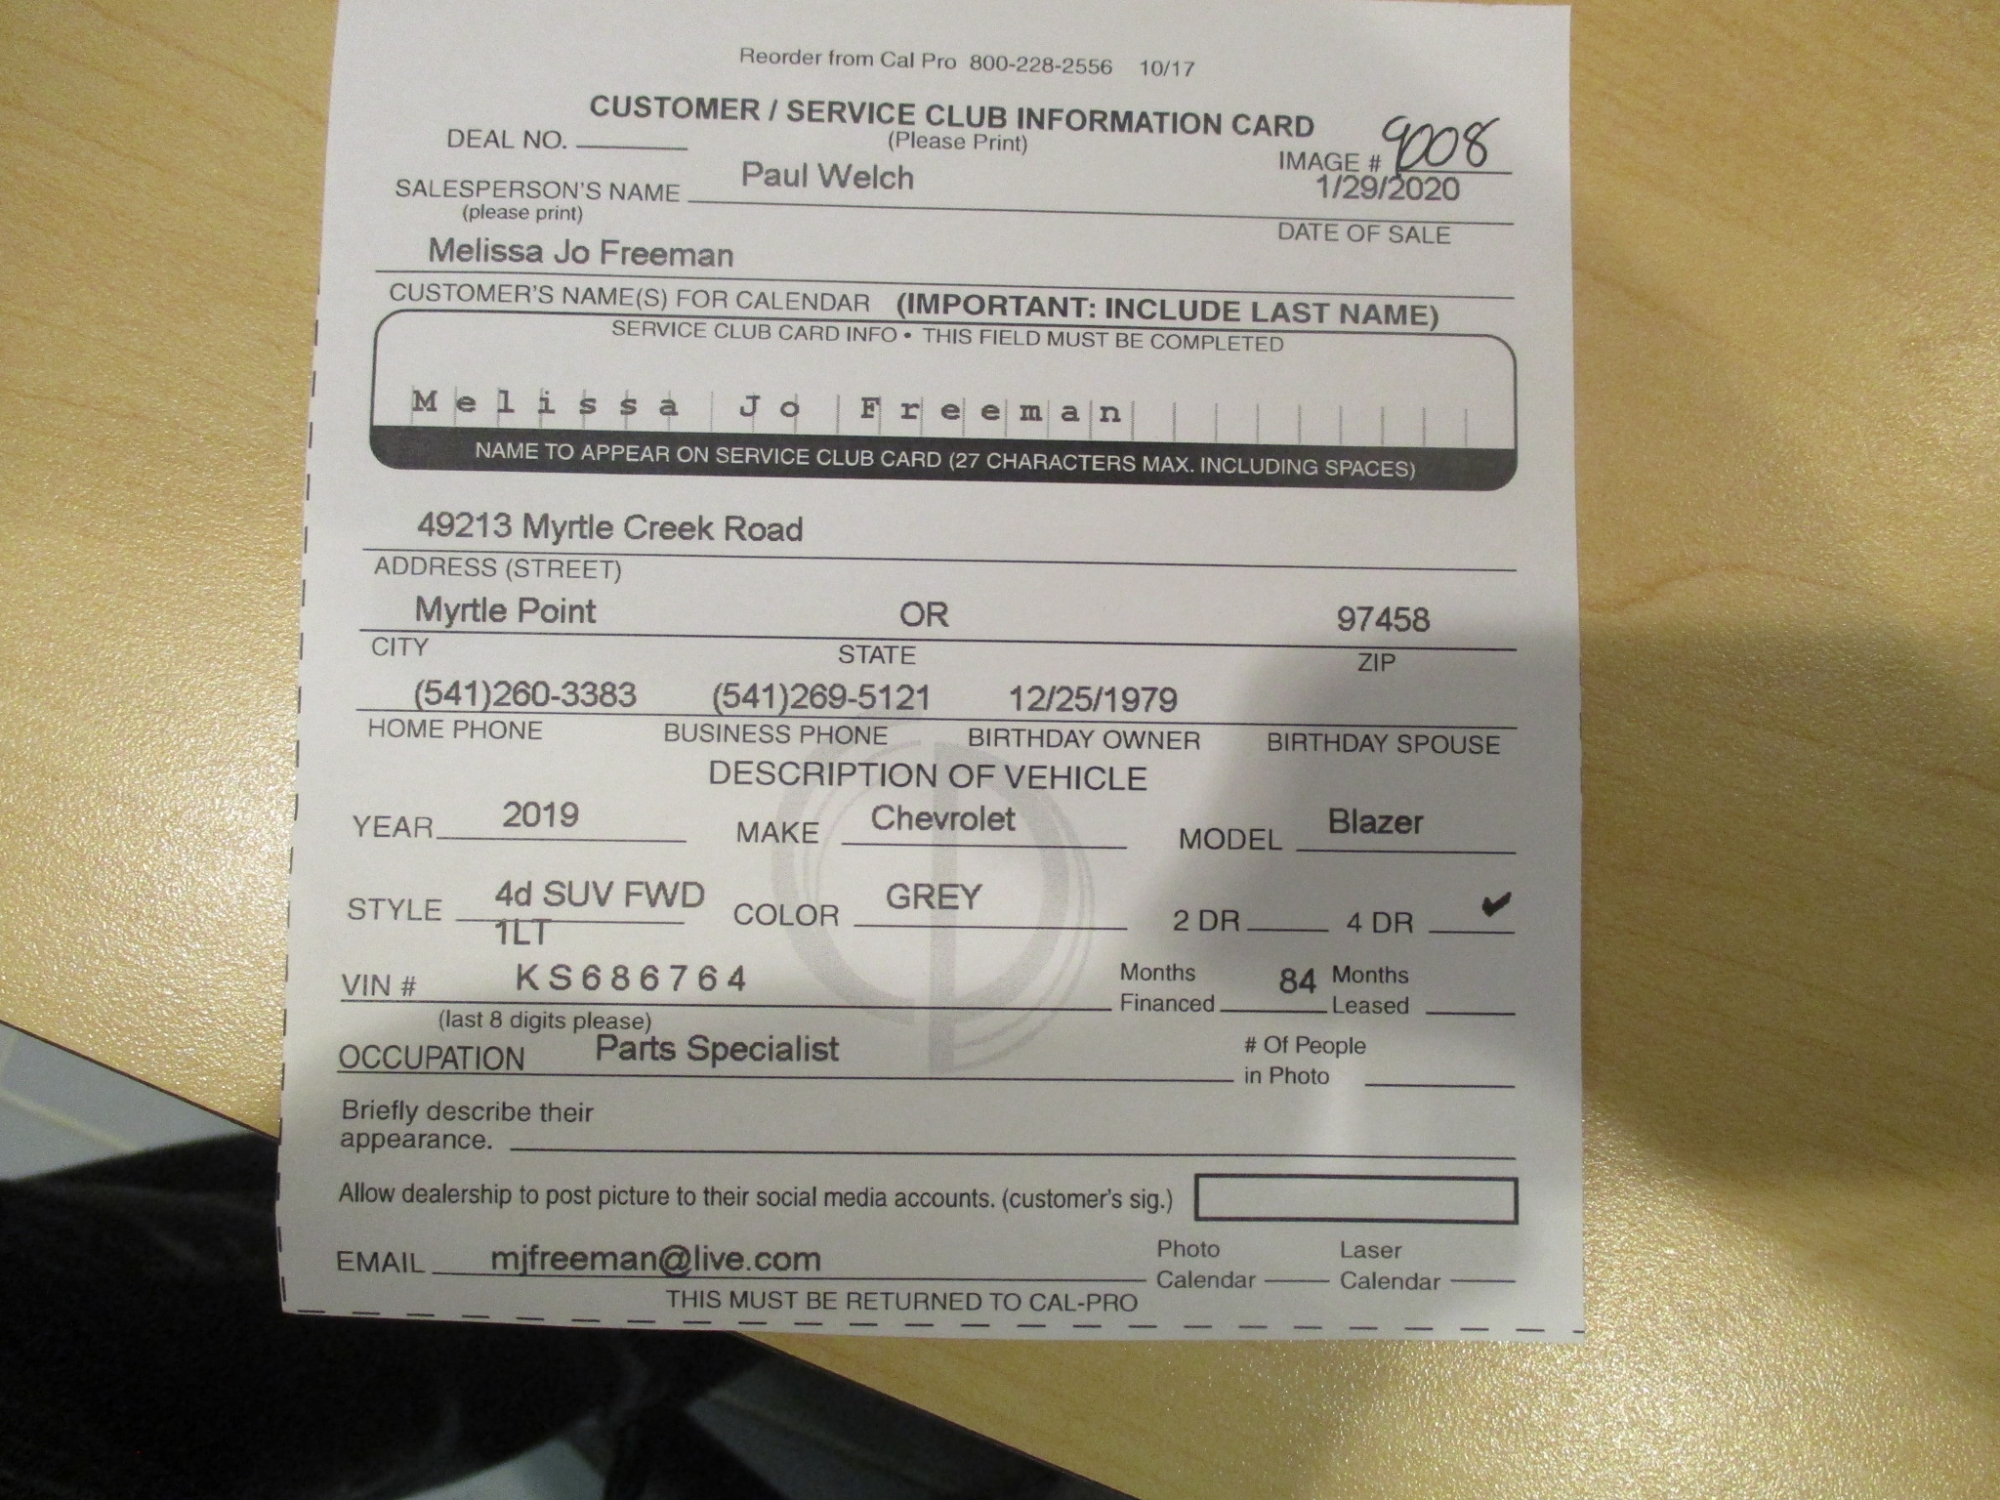 Reorder from Cal Pro 800-228-2556 10/17
CUSTOMER / SERVICE CLUB INFORMATION CARD
(Please Print)
DEAL NO. IMAGE # 9008
SALESPERSON'S NAME Paul Welch 1/29/2020
(please print) DATE OF SALE
Melissa Jo Freeman
CUSTOMER'S NAME(S) FOR CALENDAR (IMPORTANT: INCLUDE LAST NAME)
SERVICE CLUB CARD INFO • THIS FIELD MUST BE COMPLETED
Melissa Jo Freeman
NAME TO APPEAR ON SERVICE CLUB CARD (27 CHARACTERS MAX. INCLUDING SPACES)
49213 Myrtle Creek Road
ADDRESS (STREET)
Myrtle Point OR 97458
CITY STATE ZIP
(541)260-3383 (541)269-5121 12/25/1979
HOME PHONE BUSINESS PHONE BIRTHDAY OWNER BIRTHDAY SPOUSE
DESCRIPTION OF VEHICLE
YEAR 2019 MAKE Chevrolet MODEL Blazer
STYLE 4d SUV FWD COLOR GREY 2 DR 4 DR ✔
1LT
VIN # KS686764 Months Financed 84 Months Leased
(last 8 digits please)
OCCUPATION Parts Specialist # Of People in Photo
Briefly describe their
appearance.
Allow dealership to post picture to their social media accounts. (customer's sig.)
EMAIL mjfreeman@live.com Photo Calendar Laser Calendar
THIS MUST BE RETURNED TO CAL-PRO